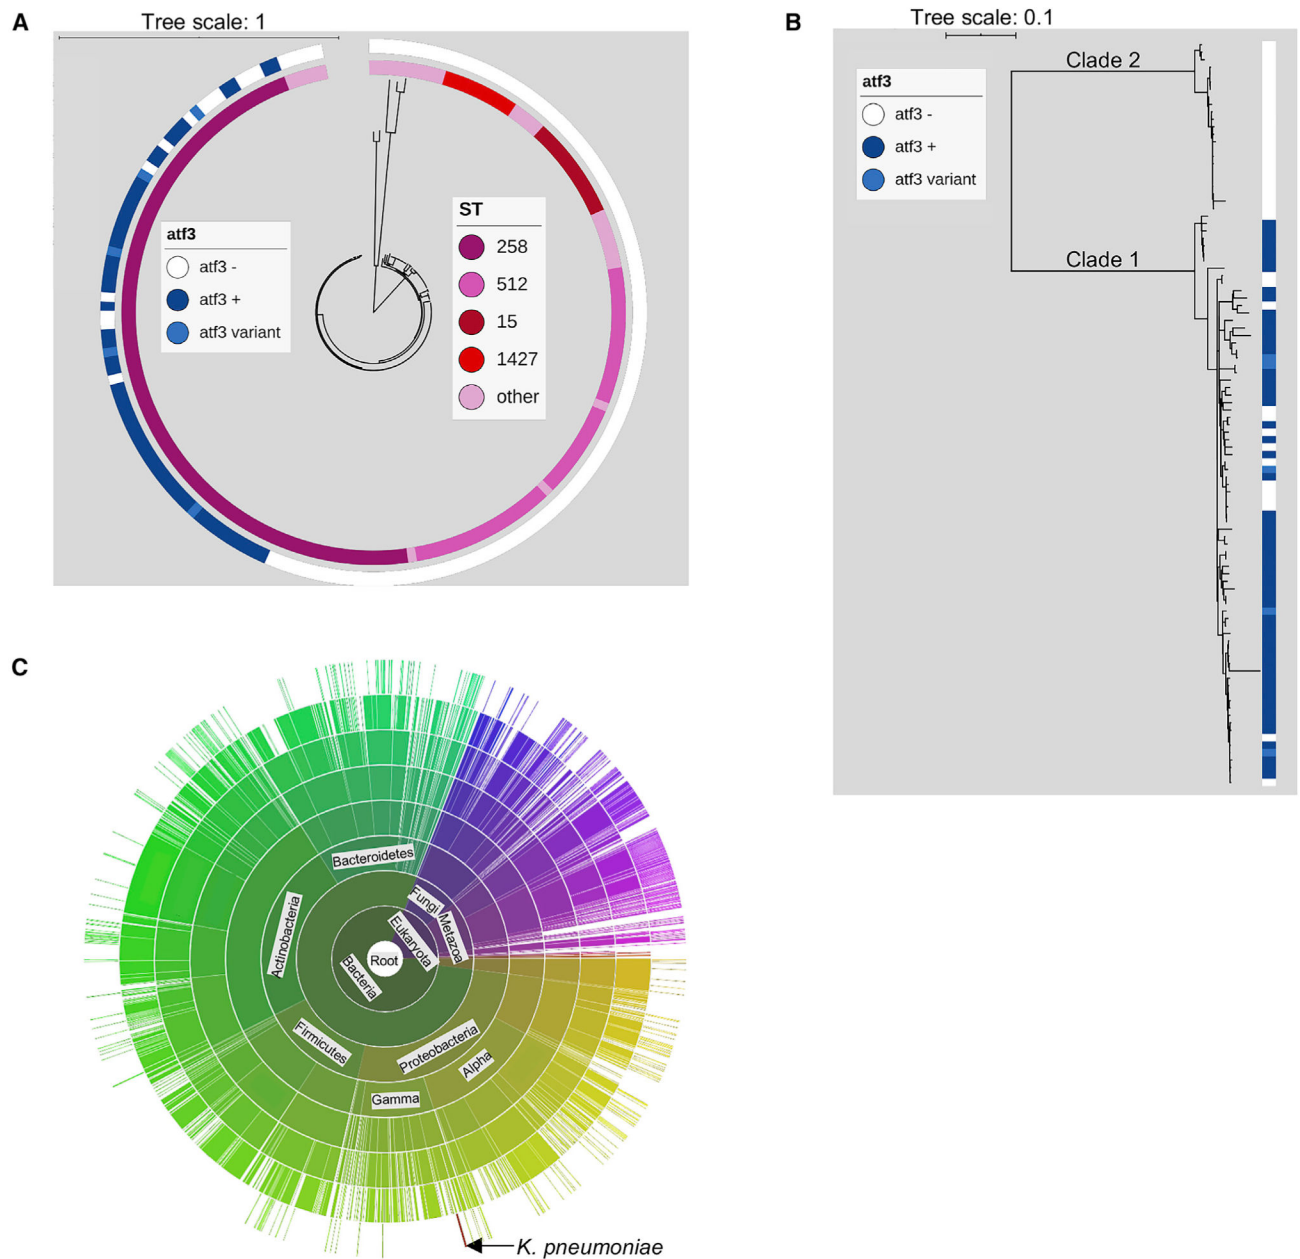 A
Tree scale: 1
atf3
atf3 -
atf3 +
atf3 variant
ST
258
512
15
1427
other
B
Tree scale: 0.1
atf3
atf3 -
atf3 +
atf3 variant
Clade 2
Clade 1
C
Bacteroidetes
Fungi
Metazoa
Eukaryota
Actinobacteria
Root
Bacteria
Firmicutes
Proteobacteria
Alpha
Gamma
K. pneumoniae